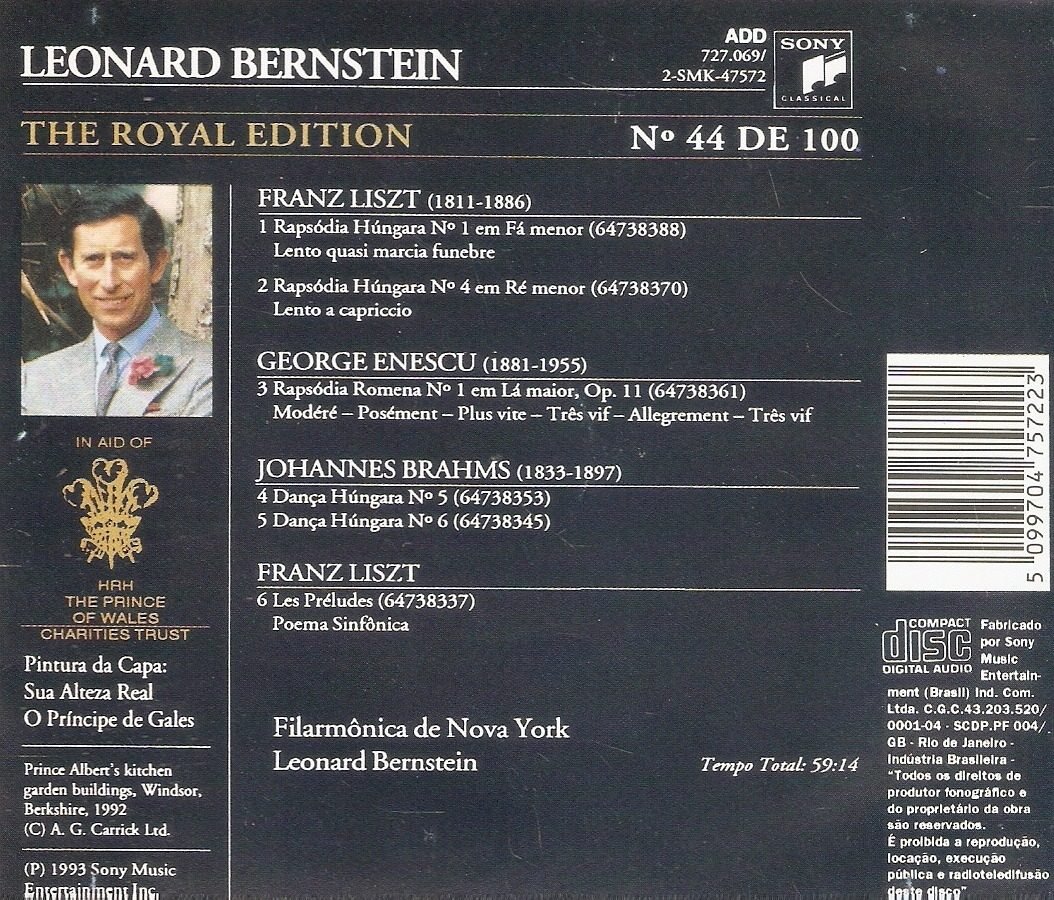 LEONARD BERNSTEIN
ADD
727.069/
2-SMK-47572
SONY
CLASSICAL
THE ROYAL EDITION
Nº 44 DE 100
FRANZ LISZT (1811-1886)
1 Rapsódia Húngara Nº 1 em Fá menor (64738388)
Lento quasi marcia funebre
2 Rapsódia Húngara Nº 4 em Ré menor (64738370)
Lento a capriccio
GEORGE ENESCU (1881-1955)
3 Rapsódia Romena Nº 1 em Lá maior, Op. 11 (64738361)
Modéré – Posément – Plus vite – Três vif – Allegrement – Três vif
JOHANNES BRAHMS (1833-1897)
4 Dança Húngara Nº 5 (64738353)
5 Dança Húngara Nº 6 (64738345)
FRANZ LISZT
6 Les Préludes (64738337)
Poema Sinfônica
Filarmônica de Nova York
Leonard Bernstein
Tempo Total: 59:14
IN AID OF
HRH
THE PRINCE
OF WALES
CHARITIES TRUST
Pintura da Capa:
Sua Alteza Real
O Príncipe de Gales
Prince Albert's kitchen
garden buildings, Windsor,
Berkshire, 1992
(C) A. G. Carrick Ltd.
(P) 1993 Sony Music
Entertainment Inc.
5 099704 757223
COMPACT
disc
DIGITAL AUDIO
Fabricado
por Sony
Music
Entertain-
ment (Brasil) Ind. Com.
Ltda. C.G.C.43.203.520/
0001-04 - SCDP.PF 004/
GB - Rio de Janeiro -
Indústria Brasileira -
"Todos os direitos de
produtor fonográfico e
do proprietário da obra
são reservados.
É proibida a reprodução,
locação, execução
pública e radioteledifusão
deste disco"